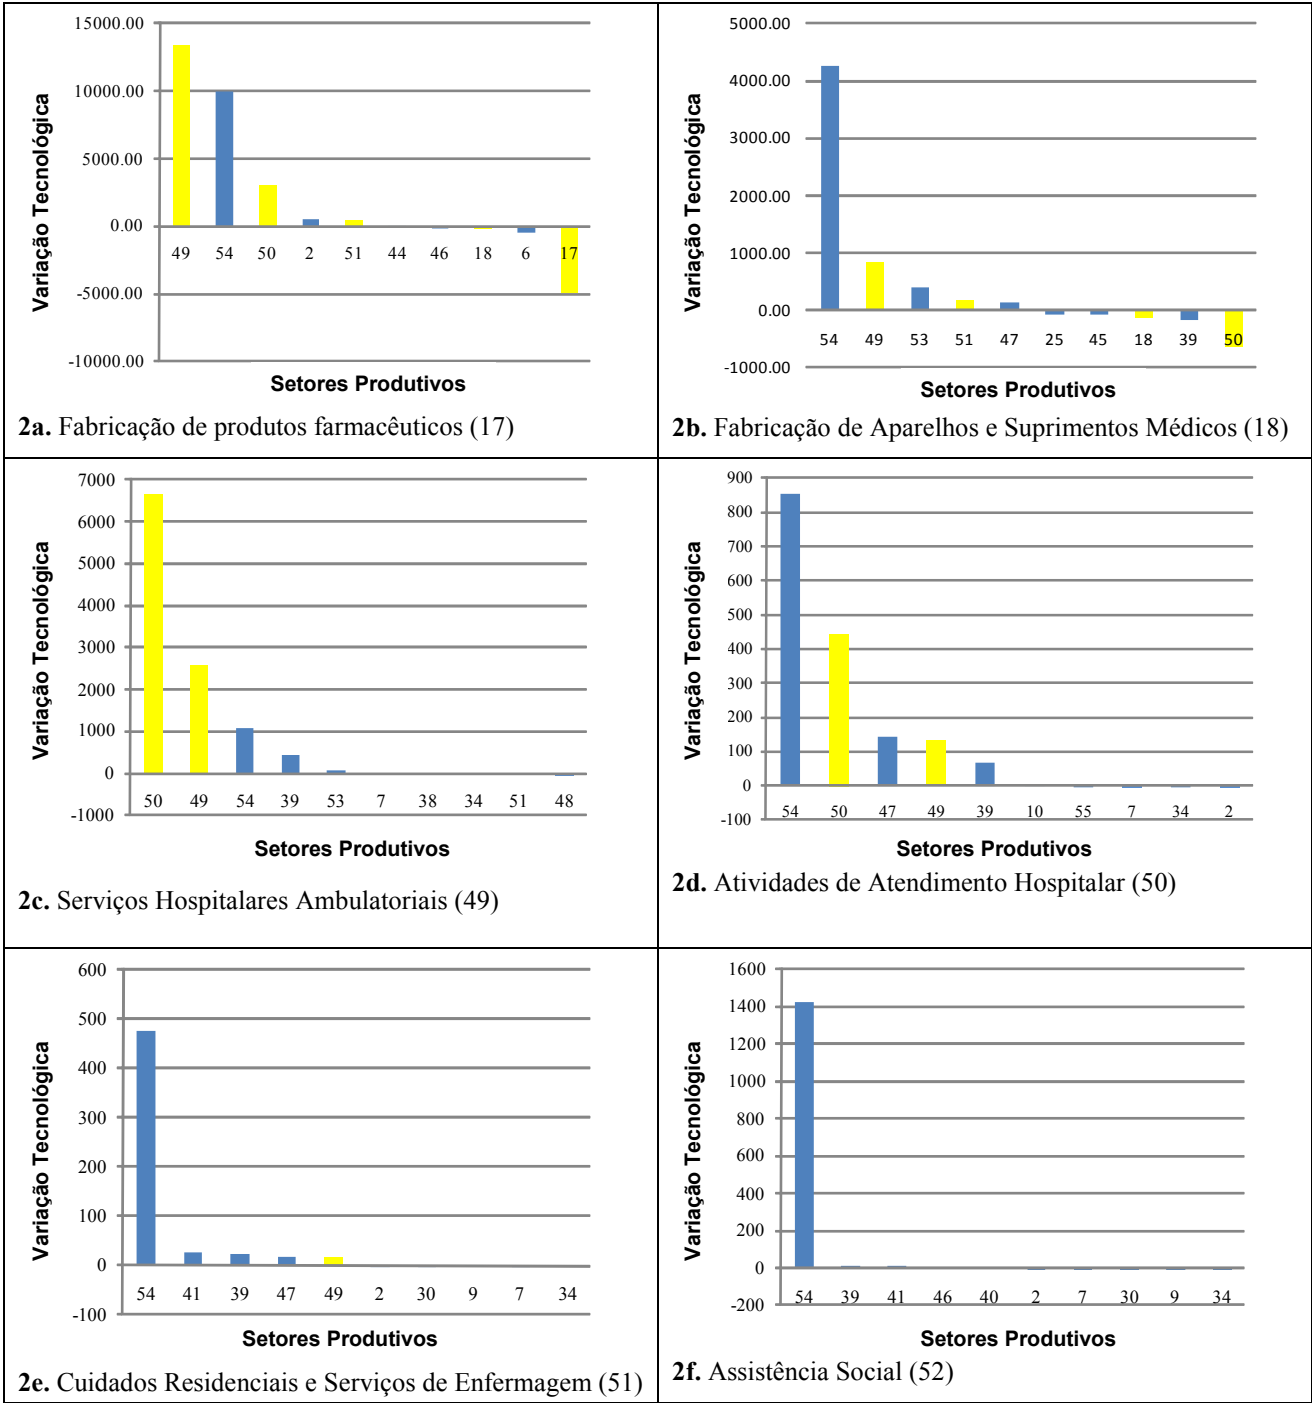 15000.00
10000.00
5000.00
0.00
-5000.00
-10000.00
Variação Tecnológica
49 54 50 2 51 44 46 18 6 17
Setores Produtivos
2a. Fabricação de produtos farmacêuticos (17)
5000.00
4000.00
3000.00
2000.00
1000.00
0.00
-1000.00
Variação Tecnológica
54 49 53 51 47 25 45 18 39 50
Setores Produtivos
2b. Fabricação de Aparelhos e Suprimentos Médicos (18)
7000
6000
5000
4000
3000
2000
1000
0
-1000
Variação Tecnológica
50 49 54 39 53 7 38 34 51 48
Setores Produtivos
2c. Serviços Hospitalares Ambulatoriais (49)
900
800
700
600
500
400
300
200
100
0
-100
Variação Tecnológica
54 50 47 49 39 10 55 7 34 2
Setores Produtivos
2d. Atividades de Atendimento Hospitalar (50)
600
500
400
300
200
100
0
-100
Variação Tecnológica
54 41 39 47 49 2 30 9 7 34
Setores Produtivos
2e. Cuidados Residenciais e Serviços de Enfermagem (51)
1600
1400
1200
1000
800
600
400
200
0
-200
Variação Tecnológica
54 39 41 46 40 2 7 30 9 34
Setores Produtivos
2f. Assistência Social (52)